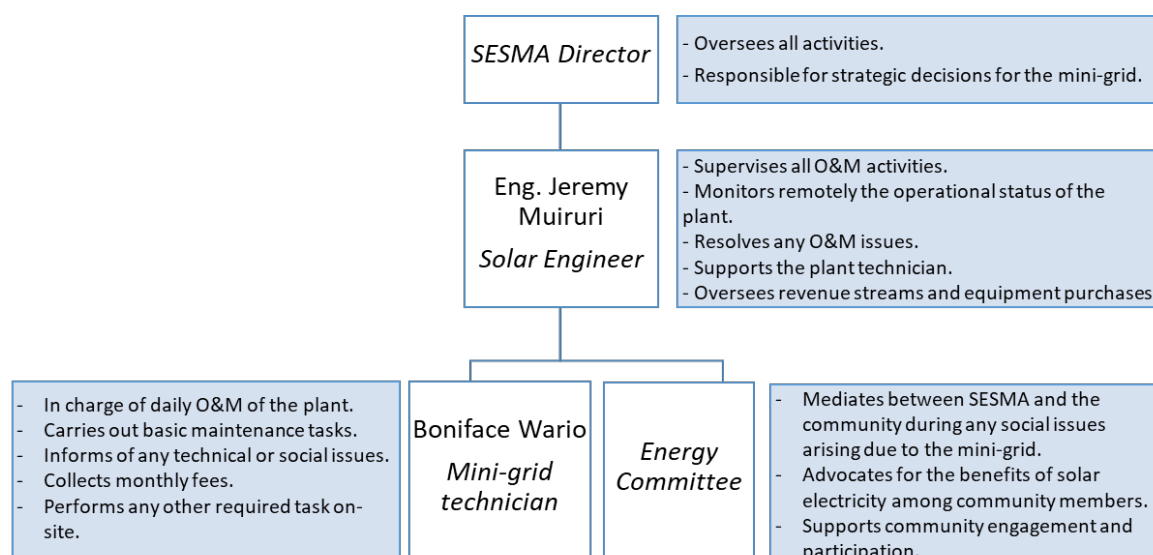 SESMA Director
- Oversees all activities.
- Responsible for strategic decisions for the mini-grid.
Eng. Jeremy
Muiruri
Solar Engineer
- Supervises all O&M activities.
- Monitors remotely the operational status of the
plant.
- Resolves any O&M issues.
- Supports the plant technician.
- Oversees revenue streams and equipment purchases
- In charge of daily O&M of the plant.
- Carries out basic maintenance tasks.
- Informs of any technical or social issues.
- Collects monthly fees.
- Performs any other required task on-
site.
Boniface Wario
Mini-grid
technician
Energy
Committee
- Mediates between SESMA and the
community during any social issues
arising due to the mini-grid.
- Advocates for the benefits of solar
electricity among community members.
- Supports community engagement and
participation.